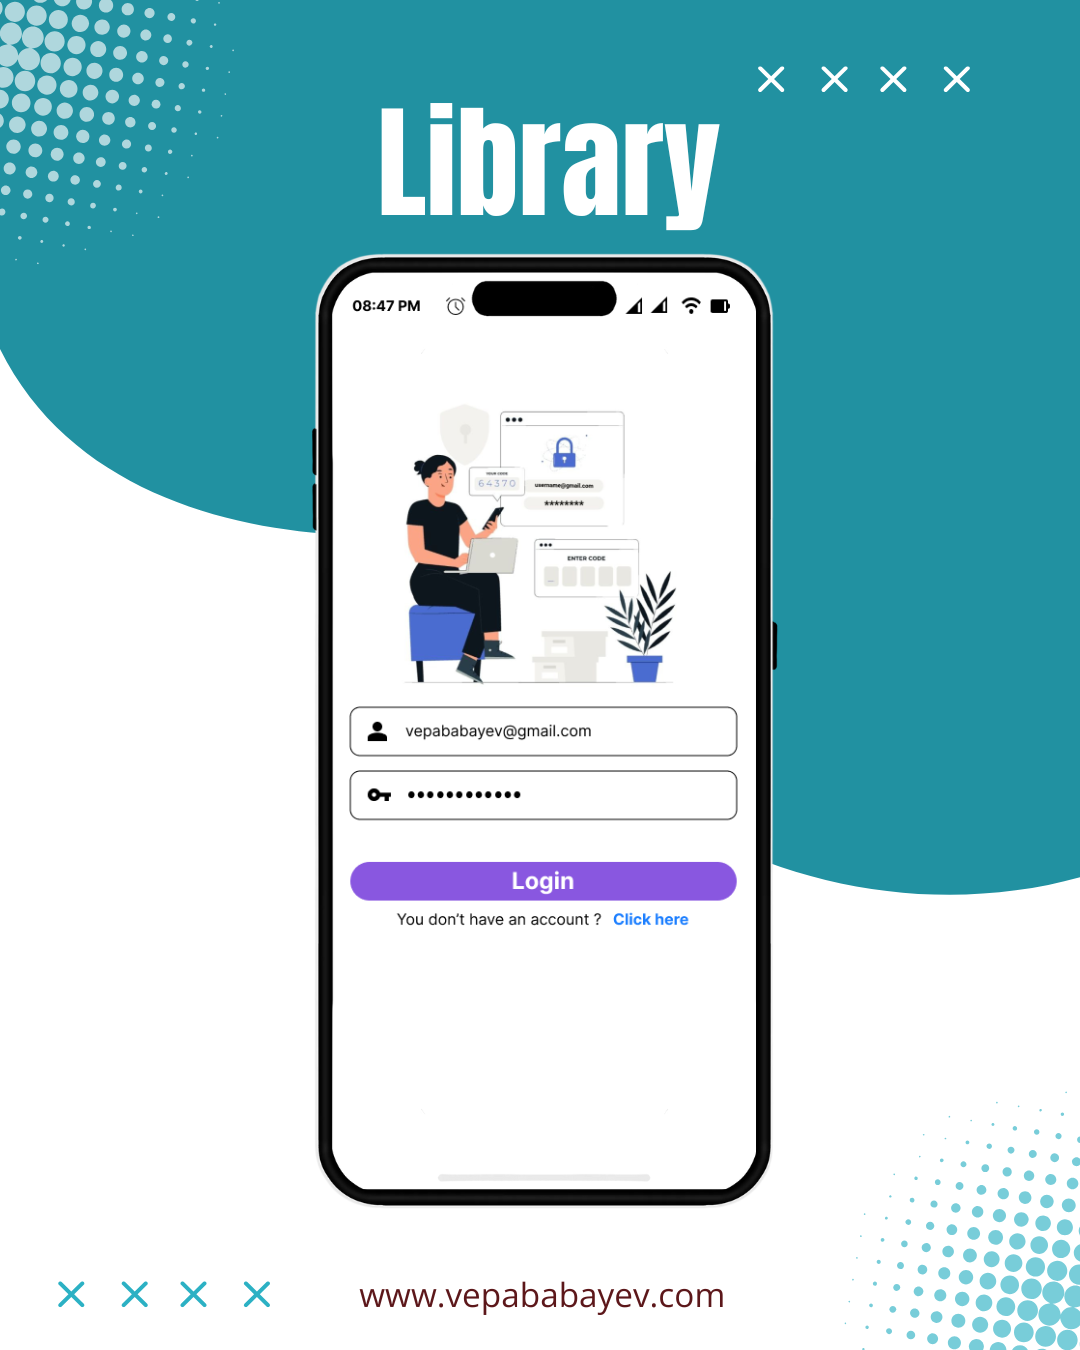 Library
08:47 PM
YOUR CODE
64370
username@gmail.com
********
ENTER CODE
vepababayev@gmail.com
••••••••••••
Login
You don't have an account ? Click here
www.vepababayev.com